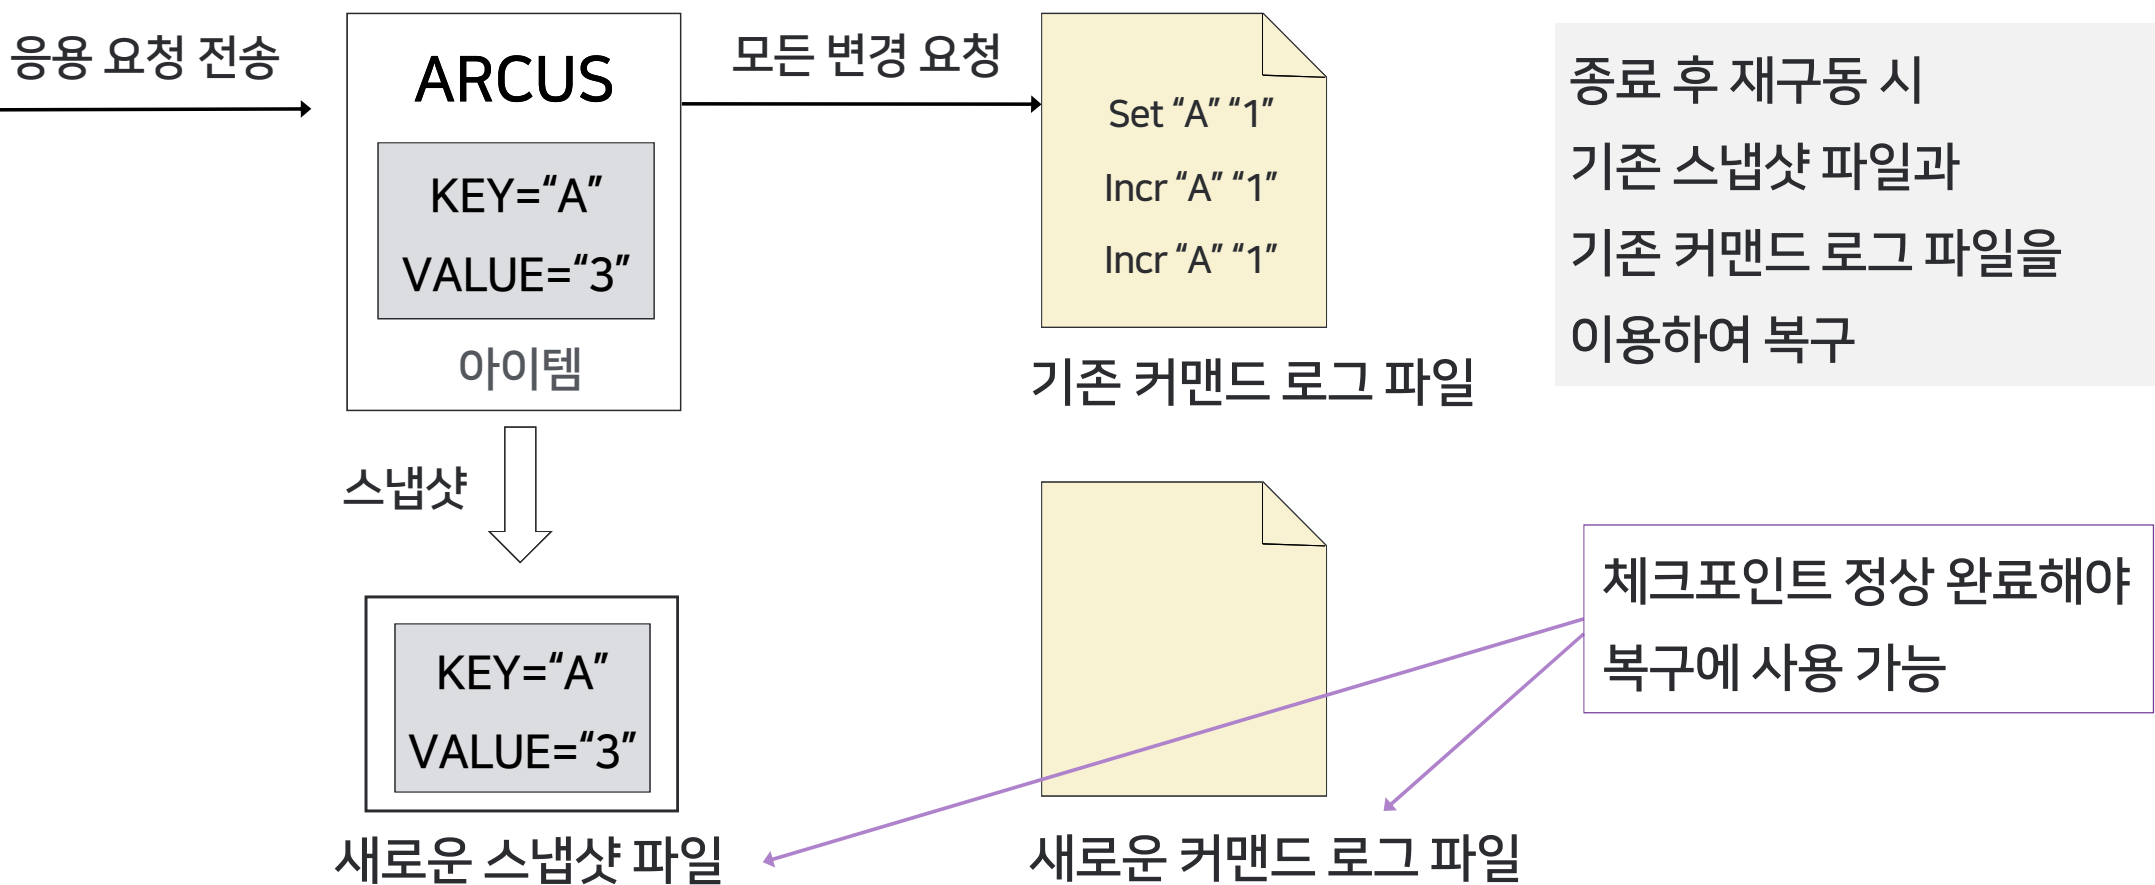 응용 요청 전송
ARCUS
KEY=“A”
VALUE=“3”
아이템
모든 변경 요청
Set “A” “1”
Incr “A” “1”
Incr “A” “1”
기존 커맨드 로그 파일
종료 후 재구동 시
기존 스냅샷 파일과
기존 커맨드 로그 파일을
이용하여 복구
스냅샷
KEY=“A”
VALUE=“3”
새로운 스냅샷 파일
새로운 커맨드 로그 파일
체크포인트 정상 완료해야
복구에 사용 가능